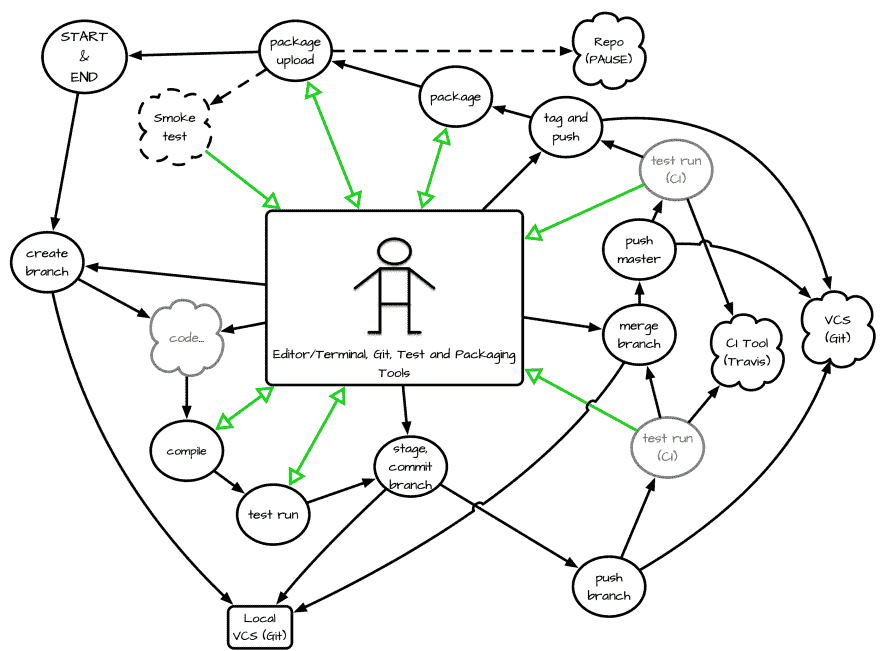 START
&
END
package
upload
Repo
(PAUSE)
package
Smoke
test
tag and
push
test run
(CI)
create
branch
push
master
code...
Editor/Terminal, Git, Test and Packaging
Tools
merge
branch
CI Tool
(Travis)
VCS
(Git)
compile
stage,
commit
branch
test run
(CI)
test run
push
branch
Local
VCS (Git)